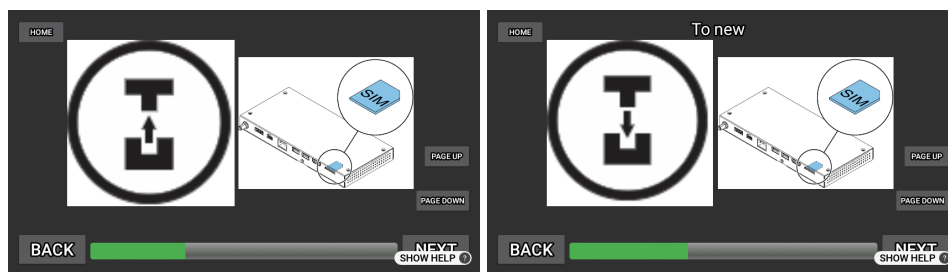 HOME
SIM
PAGE UP
PAGE DOWN
BACK
NEXT
SHOW HELP ?
To new
HOME
SIM
PAGE UP
PAGE DOWN
BACK
NEXT
SHOW HELP ?